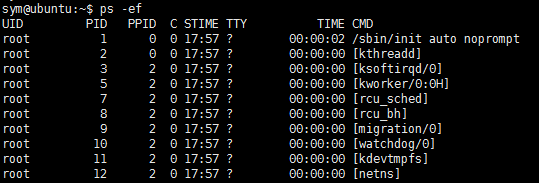 sym@ubuntu:~$ ps -ef
UID         PID   PPID  C STIME TTY          TIME CMD
root          1      0  0 17:57 ?        00:00:02 /sbin/init auto noprompt
root          2      0  0 17:57 ?        00:00:00 [kthreadd]
root          3      2  0 17:57 ?        00:00:00 [ksoftirqd/0]
root          5      2  0 17:57 ?        00:00:00 [kworker/0:0H]
root          7      2  0 17:57 ?        00:00:00 [rcu_sched]
root          8      2  0 17:57 ?        00:00:00 [rcu_bh]
root          9      2  0 17:57 ?        00:00:00 [migration/0]
root         10      2  0 17:57 ?        00:00:00 [watchdog/0]
root         11      2  0 17:57 ?        00:00:00 [kdevtmpfs]
root         12      2  0 17:57 ?        00:00:00 [netns]